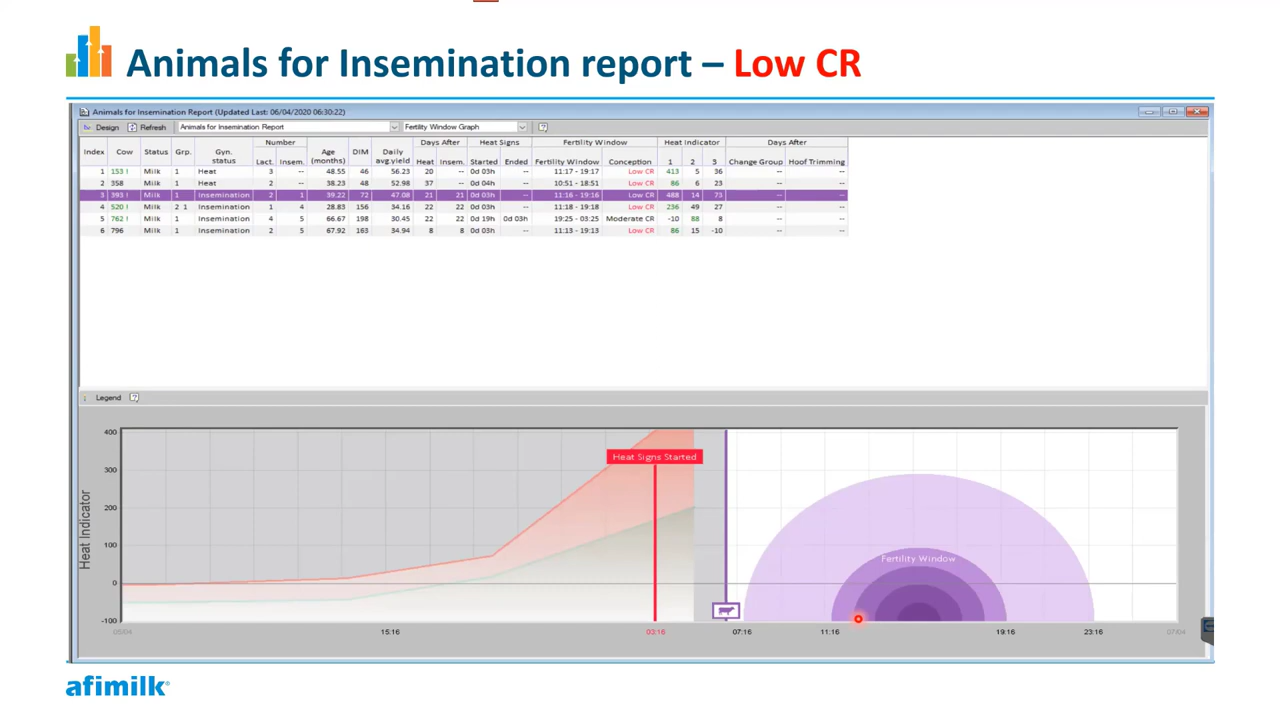 Animals for Insemination report – Low CR
Animals for Insemination Report (Updated Last: 06/04/2020 06:30:22)
Design Refresh Animals for Insemination Report Fertility Window Graph
Number Days After Heat Signs Fertility Window Heat Indicator Days After
Index Cow Status Grp. Gyn. status Lact. Insem. Age (months) DIM Daily avg.yield Heat Insem. Started Ended Fertility Window Conception 1 2 3 Change Group Hoof Trimming
1 153 ! Milk 1 Heat 3 -- 48.55 46 56.23 20 -- 0d 03h -- 11:17 - 19:17 Low CR 413 5 36 -- --
2 358 Milk 1 Heat 2 -- 38.23 48 52.98 37 -- 0d 04h -- 10:51 - 18:51 Low CR 86 6 23 -- --
3 393 ! Milk 1 Insemination 2 1 39.22 72 47.08 21 21 0d 03h -- 11:16 - 19:16 Low CR 488 14 73 -- --
4 520 ! Milk 2 1 Insemination 1 4 28.83 156 34.16 22 22 0d 03h -- 11:18 - 19:18 Low CR 236 49 27 -- --
5 762 ! Milk 1 Insemination 4 5 66.67 198 30.45 22 22 0d 19h 0d 03h 19:25 - 03:25 Moderate CR -10 88 8 -- --
6 796 Milk 1 Insemination 2 5 67.92 163 34.94 8 8 0d 03h -- 11:13 - 19:13 Low CR 86 15 -10 -- --
Legend
Heat Indicator
400
300
200
100
0
-100
Heat Signs Started
Fertility Window
05/04 15:16 03:16 07:16 11:16 19:16 23:16 07/04
afimilk®